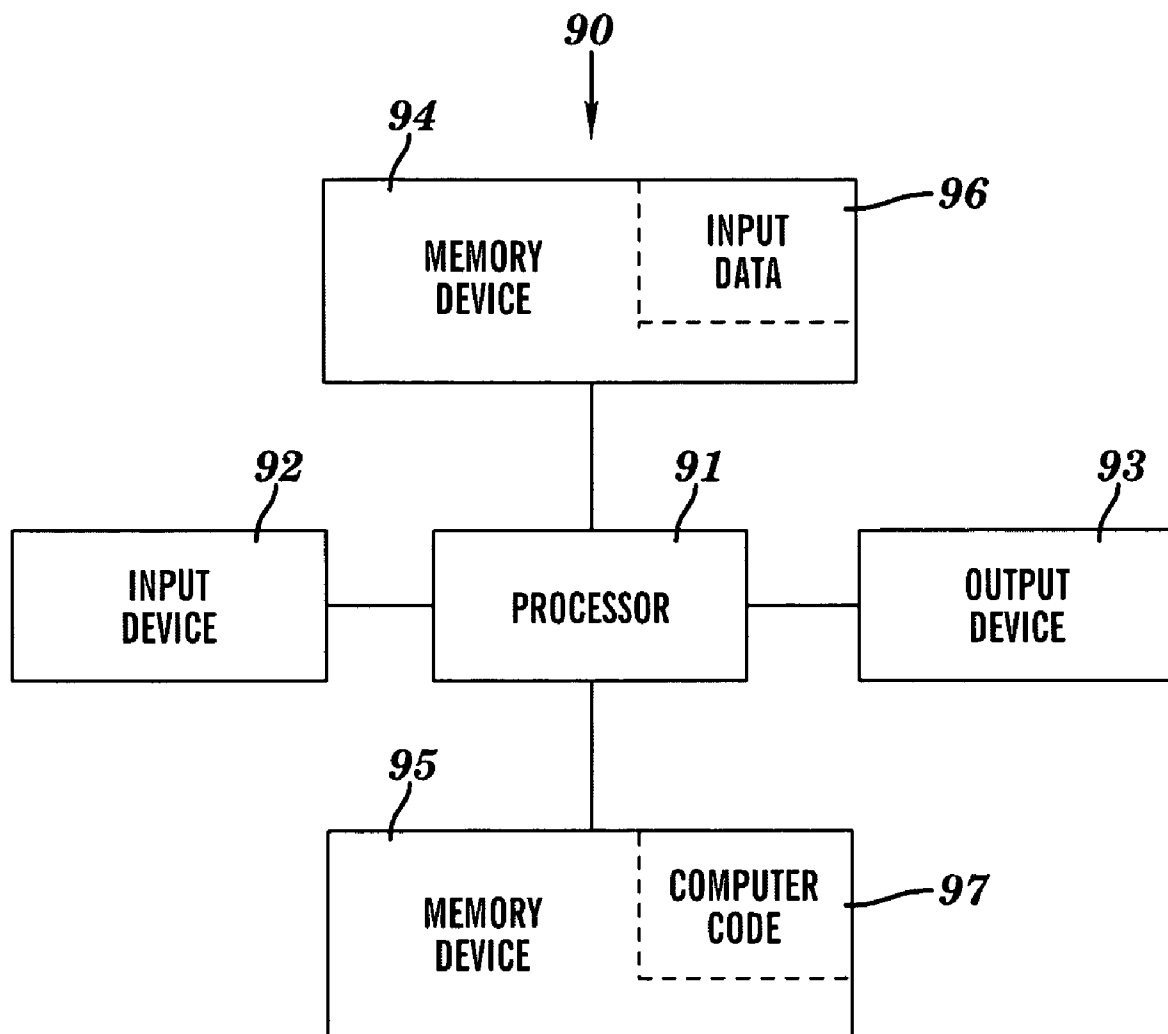 90
94
96
MEMORY
DEVICE
INPUT
DATA
92
91
93
INPUT
DEVICE
PROCESSOR
OUTPUT
DEVICE
95
97
MEMORY
DEVICE
COMPUTER
CODE